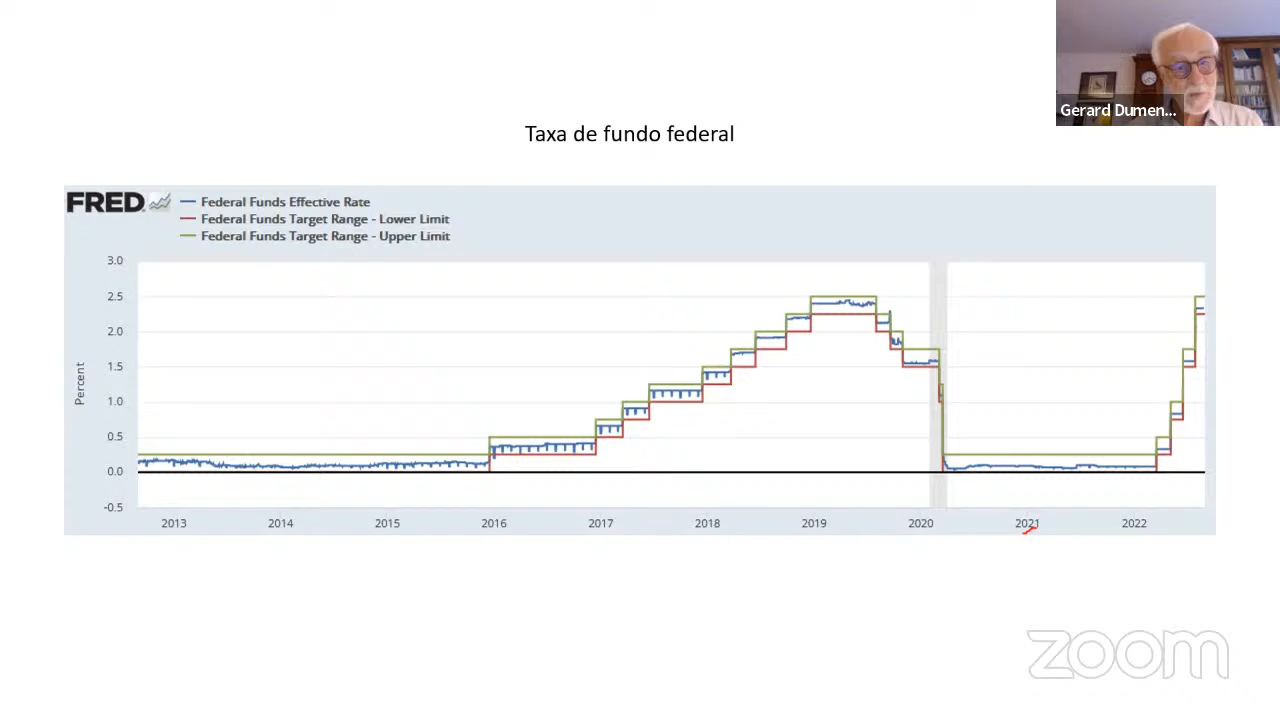 Gerard Dumen...
Taxa de fundo federal
FRED
Federal Funds Effective Rate
Federal Funds Target Range - Lower Limit
Federal Funds Target Range - Upper Limit
3.0
2.5
2.0
1.5
1.0
0.5
0.0
-0.5
Percent
2013 2014 2015 2016 2017 2018 2019 2020 2021 2022
zoom